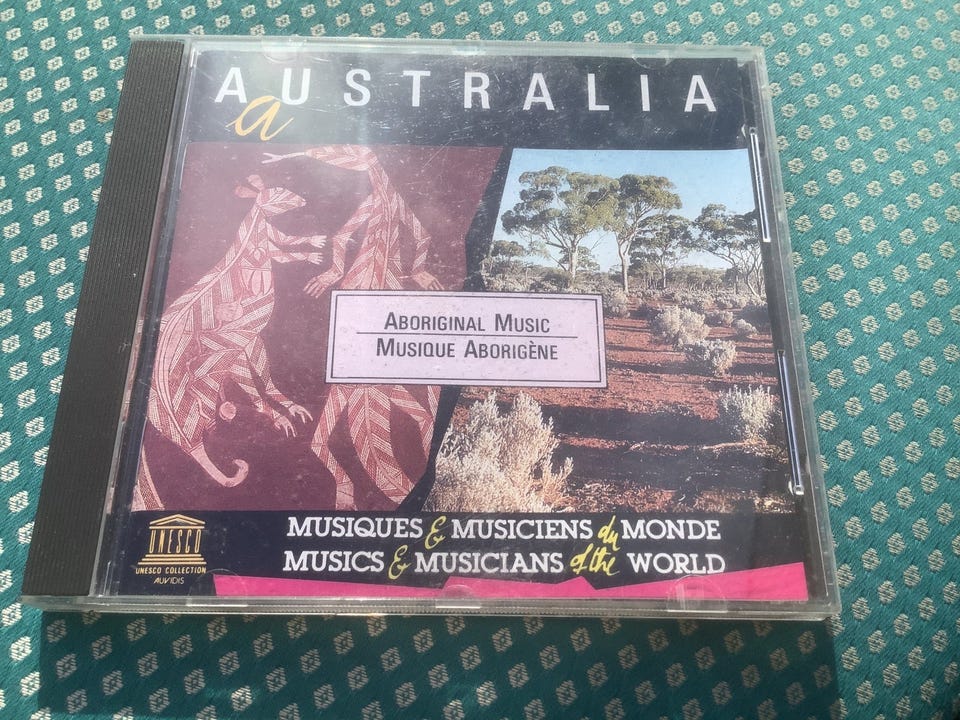 AUSTRALIA
a
ABORIGINAL MUSIC
MUSIQUE ABORIGÈNE
UNESCO
UNESCO COLLECTION
AUVIDIS
MUSIQUES & MUSICIENS du MONDE
MUSICS & MUSICIANS of the WORLD